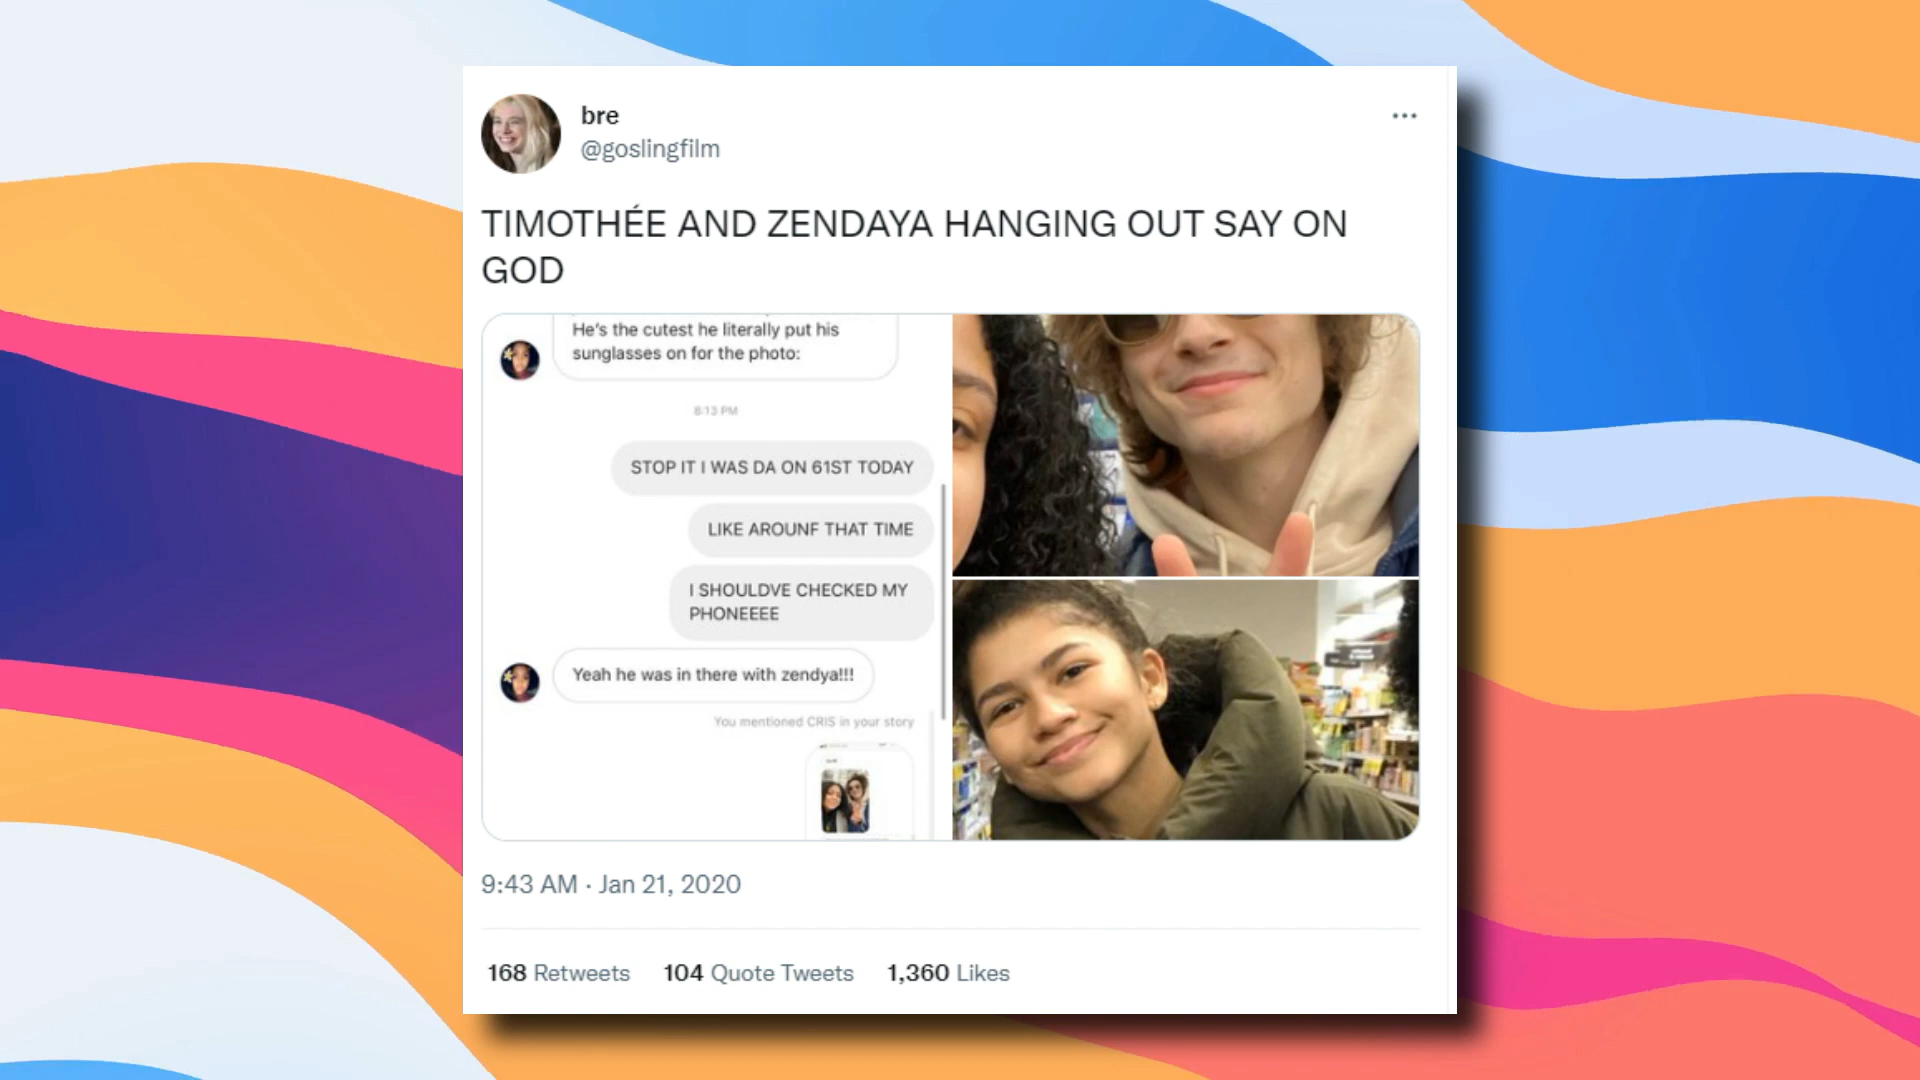 bre
@goslingfilm
TIMOTHÉE AND ZENDAYA HANGING OUT SAY ON
GOD
He's the cutest he literally put his
sunglasses on for the photo:
8:13 PM
STOP IT I WAS DA ON 61ST TODAY
LIKE AROUNF THAT TIME
I SHOULDVE CHECKED MY
PHONEEEE
Yeah he was in there with zendya!!!
You mentioned CRIS in your story
9:43 AM · Jan 21, 2020
168 Retweets 104 Quote Tweets 1,360 Likes